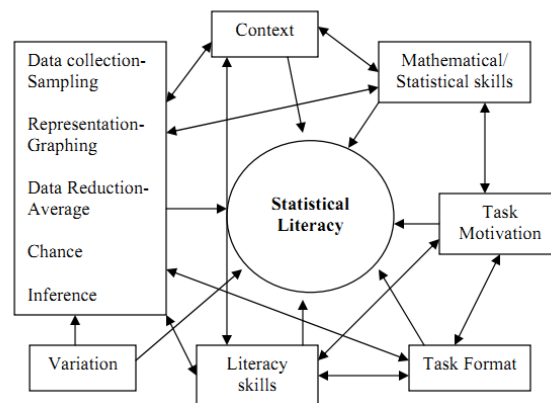 Data collection-
Sampling
Representation-
Graphing
Data Reduction-
Average
Chance
Inference
Context
Mathematical/
Statistical skills
Statistical
Literacy
Task
Motivation
Variation
Literacy
skills
Task Format